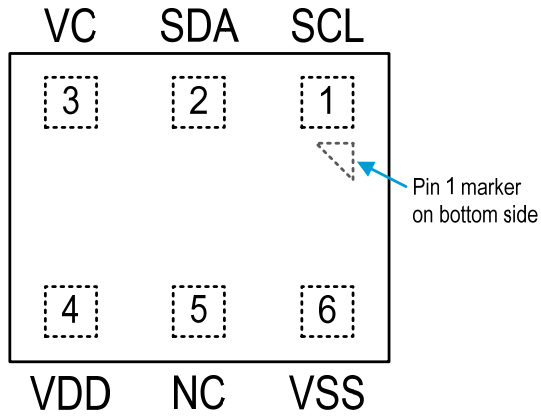 VC SDA SCL
3 2 1
Pin 1 marker
on bottom side
4 5 6
VDD NC VSS